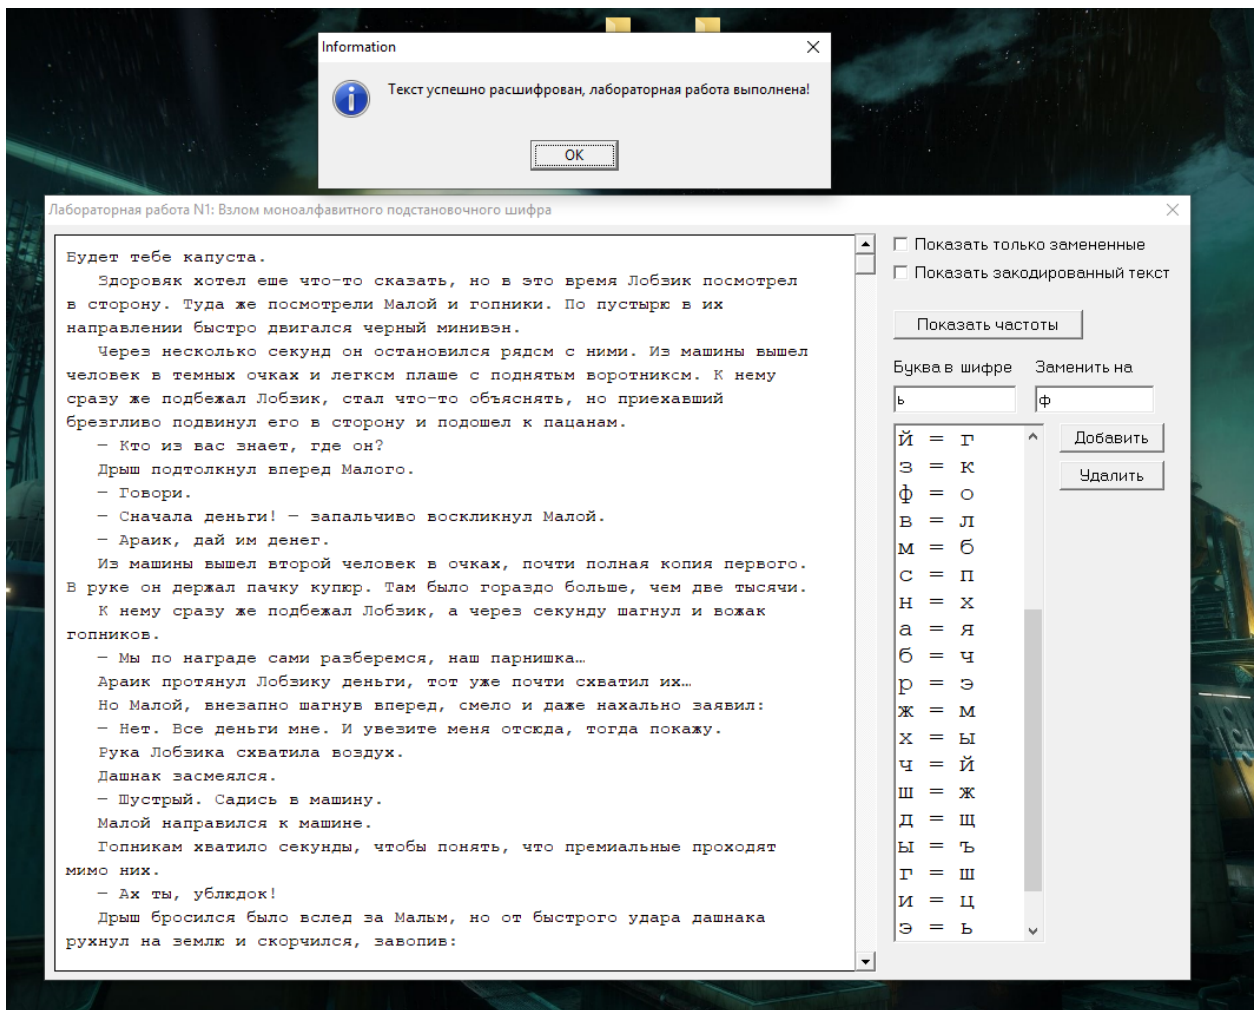 Information
Текст успешно расшифрован, лабораторная работа выполнена!
OK
Лабораторная работа N1: Взлом моноалфавитного подстановочного шифра
Будет тебе капуста.
Здоровяк хотел еше что-то сказать, но в это время Лобзик посмотрел
в сторону. Туда же посмотрели Малой и гопники. По пустырю в их
направлении быстро двигался черный минивэн.
Через несколько секунд он остановился рядсм с ними. Из машины вышел
человек в темных очках и легксм плаше с поднятым воротниксм. К нему
сразу же подбежал Лобзик, стал что-то объяснять, но приехавший
брезгливо подвинул его в сторону и подошел к пацанам.
— Кто из вас знает, где он?
Дрыш подтолкнул вперед Малого.
— Говори.
— Сначала деньги! — запальчиво воскликнул Малой.
— Араик, дай им денег.
Из машины вышел второй человек в очках, почти полная копия первого.
В руке он держал пачку купюр. Там было гораздо больше, чем две тысячи.
К нему сразу же подбежал Лобзик, а через секунду шагнул и вожак
гопников.
— Мы по награде сами разберемся, наш парнишка…
Араик протянул Лобзику деньги, тот уже почти схватил их…
Но Малой, внезапно шагнув вперед, смело и даже нахально заявил:
— Нет. Все деньги мне. И увезите меня отсюда, тогда покажу.
Рука Лобзика схватила воздух.
Дашнак засмеялся.
— Шустрый. Садись в машину.
Малой направился к машине.
Гопникам хватило секунды, чтобы понять, что премиальные проходят
мимо них.
— Ах ты, ублюдок!
Дрыш бросился было вслед за Малым, но от быстрого удара дашнака
рухнул на землю и скорчился, завопив:
Показать только замененные
Показать закодированный текст
Показать частоты
Буква в шифре Заменить на
ь ф
Добавить
Удалить
й = г
з = к
ф = о
в = л
м = б
с = п
н = х
а = я
б = ч
р = э
ж = м
х = ы
ч = й
ш = ж
д = щ
ы = ъ
г = ш
и = ц
э = ь